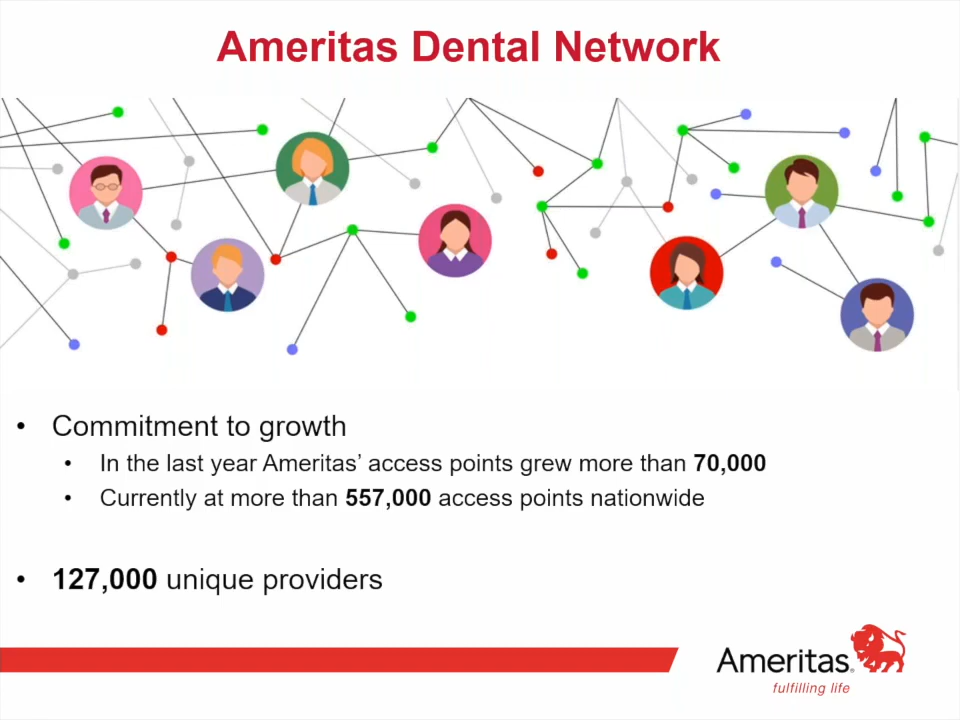 Ameritas Dental Network
• Commitment to growth
• In the last year Ameritas’ access points grew more than 70,000
• Currently at more than 557,000 access points nationwide
• 127,000 unique providers
Ameritas®
fulfilling life